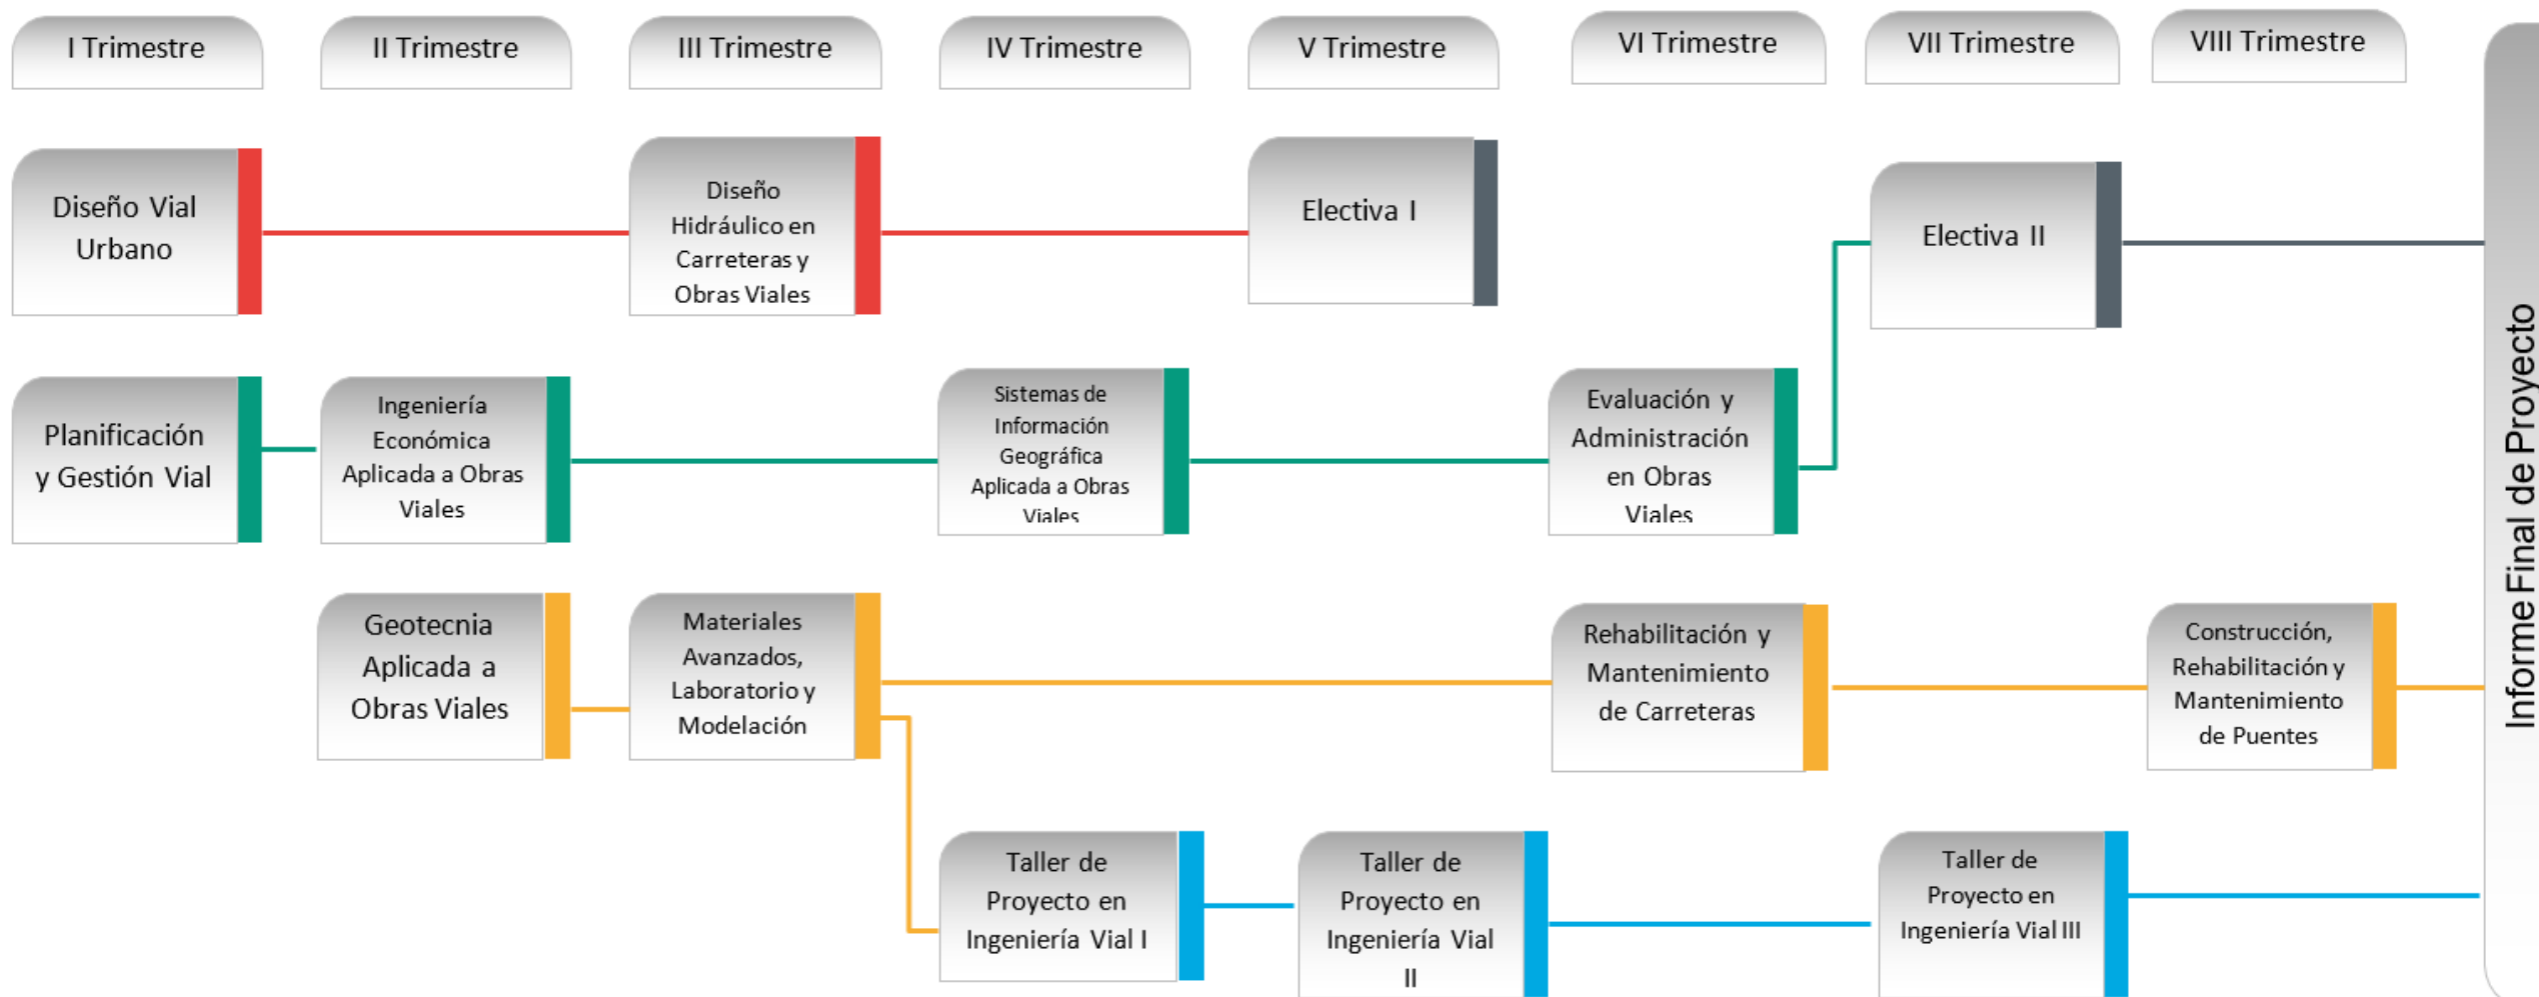 I Trimestre
II Trimestre
III Trimestre
IV Trimestre
V Trimestre
VI Trimestre
VII Trimestre
VIII Trimestre
Diseño Vial
Urbano
Diseño
Hidráulico en
Carreteras y
Obras Viales
Electiva I
Electiva II
Planificación
y Gestión Vial
Ingeniería
Económica
Aplicada a Obras
Viales
Sistemas de
Información
Geográfica
Aplicada a Obras
Viales
Evaluación y
Administración
en Obras
Viales
Geotecnia
Aplicada a
Obras Viales
Materiales
Avanzados,
Laboratorio y
Modelación
Rehabilitación y
Mantenimiento
de Carreteras
Construcción,
Rehabilitación y
Mantenimiento
de Puentes
Taller de
Proyecto en
Ingeniería Vial I
Taller de
Proyecto en
Ingeniería Vial
II
Taller de
Proyecto en
Ingeniería Vial III
Informe Final de Proyecto